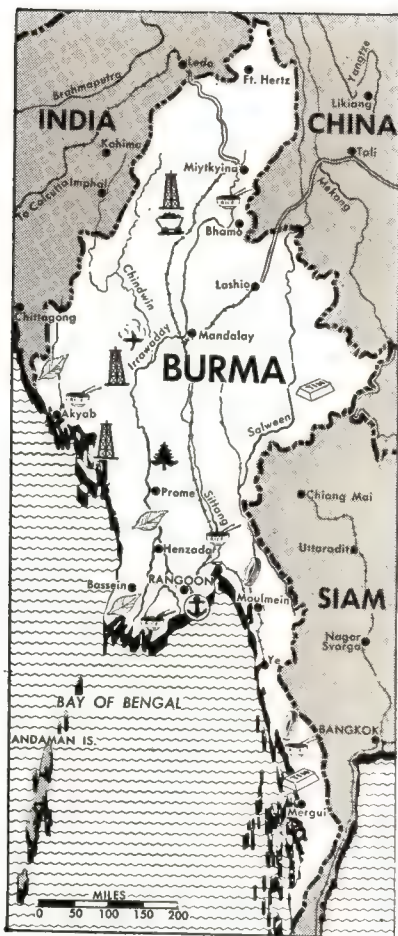 Brahmaputra
Ledo
Ft. Hertz
Yangtze
Likiang
INDIA
CHINA
Kohima
Tali
To Calcutta
Imphal
Miytkyina
Mekong
Bhamo
Chindwin
Lashio
Chittagong
Irrawaddy
Mandalay
BURMA
Akyab
Salween
Chiang Mai
Prome
Sittang
Uttaradit
Henzada
Bassein
RANGOON
Moulmein
SIAM
Nagar
Svarga
Ye
BAY OF BENGAL
ANDAMAN IS.
BANGKOK
Mergui
MILES
0 50 100 150 200